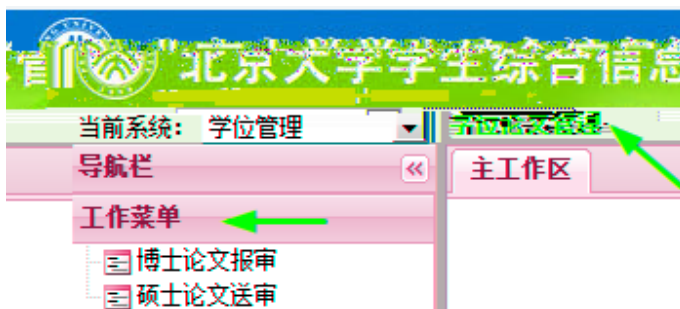 北京大学学生综合信息
当前系统： 学位管理
导航栏 主工作区
工作菜单
博士论文报审
硕士论文送审